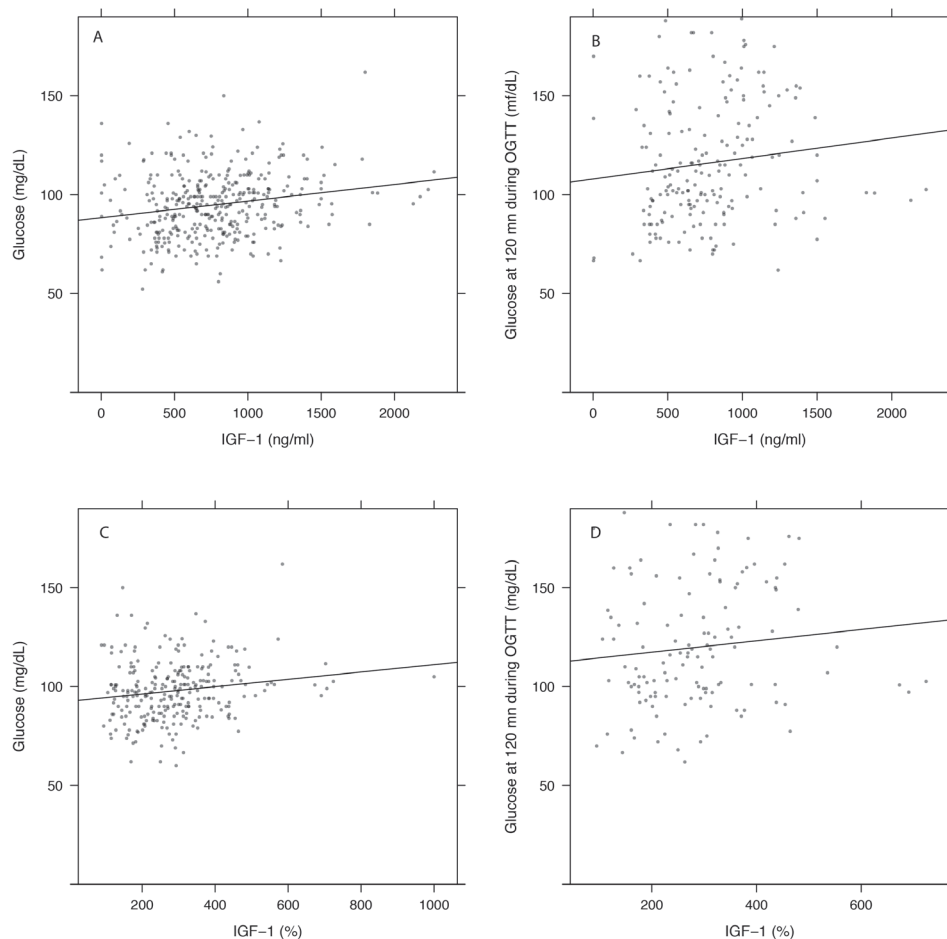 A
Glucose (mg/dL)
150
100
50
0
500
1000
1500
2000
IGF−1 (ng/ml)
B
Glucose at 120 mn during OGTT (mf/dL)
150
100
50
0
500
1000
1500
2000
IGF−1 (ng/ml)
C
Glucose (mg/dL)
150
100
50
200
400
600
800
1000
IGF−1 (%)
D
Glucose at 120 mn during OGTT (mg/dL)
150
100
50
200
400
600
IGF−1 (%)